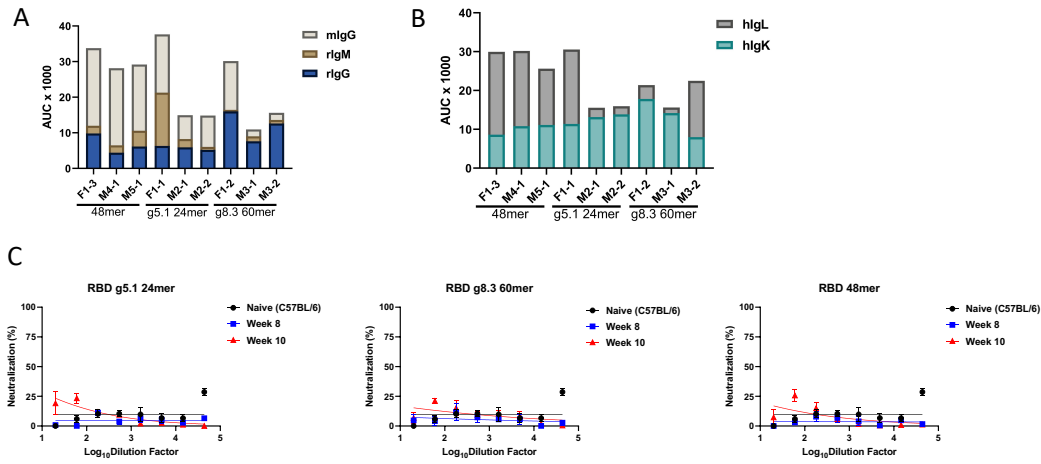 A
AUC x 1000
40
30
20
10
0
mIgG
rIgM
rIgG
F1-3
M4-1
M5-1
F1-1
M2-1
M2-2
F1-2
M3-1
M3-2
48mer
g5.1 24mer
g8.3 60mer
B
AUC x 1000
40
30
20
10
0
hIgL
hIgK
F1-3
M4-1
M5-1
F1-1
M2-1
M2-2
F1-2
M3-1
M3-2
48mer
g5.1 24mer
g8.3 60mer
C
RBD g5.1 24mer
Neutralization (%)
100
75
50
25
0
1 2 3 4 5
Log10Dilution Factor
Naive (C57BL/6)
Week 8
Week 10
RBD g8.3 60mer
Neutralization (%)
100
75
50
25
0
1 2 3 4 5
Log10Dilution Factor
Naive (C57BL/6)
Week 8
Week 10
RBD 48mer
Neutralization (%)
100
75
50
25
0
1 2 3 4 5
Log10Dilution Factor
Naive (C57BL/6)
Week 8
Week 10